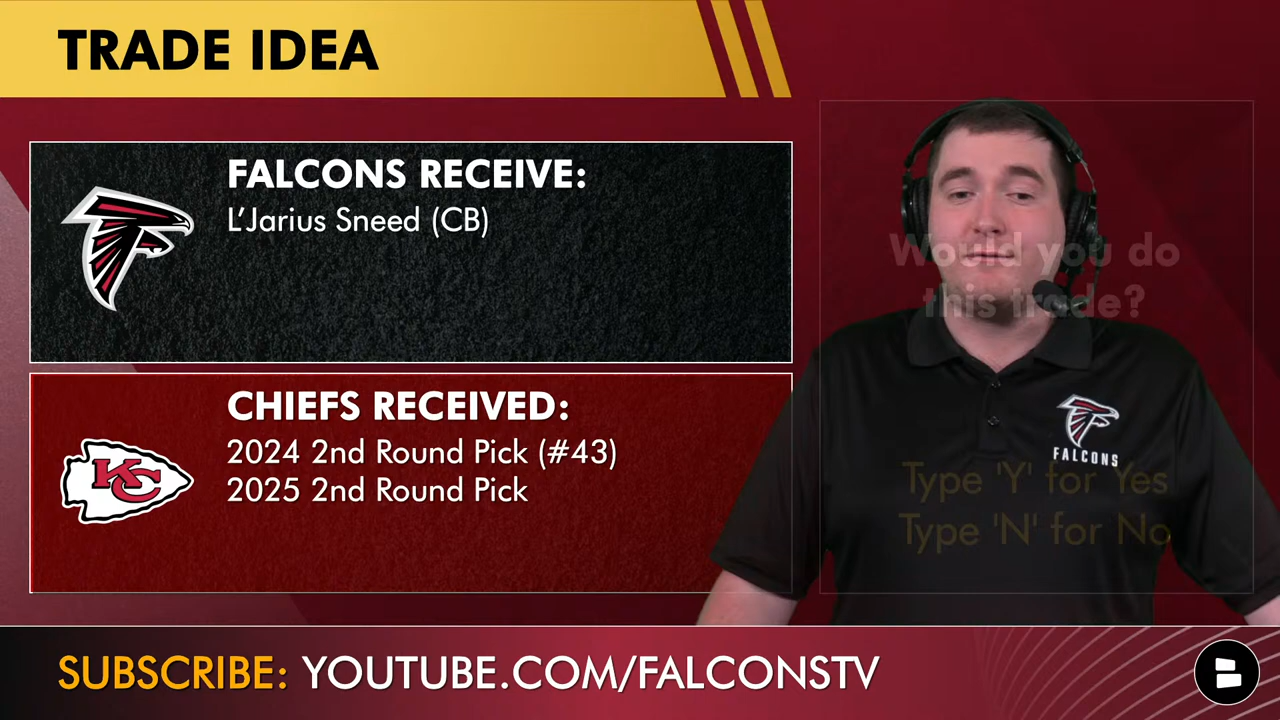 TRADE IDEA
FALCONS RECEIVE:
L'Jarius Sneed (CB)
CHIEFS RECEIVED:
2024 2nd Round Pick (#43)
2025 2nd Round Pick
KC
Would you do
this trade?
FALCONS
Type 'Y' for Yes
Type 'N' for No
SUBSCRIBE: YOUTUBE.COM/FALCONSTV